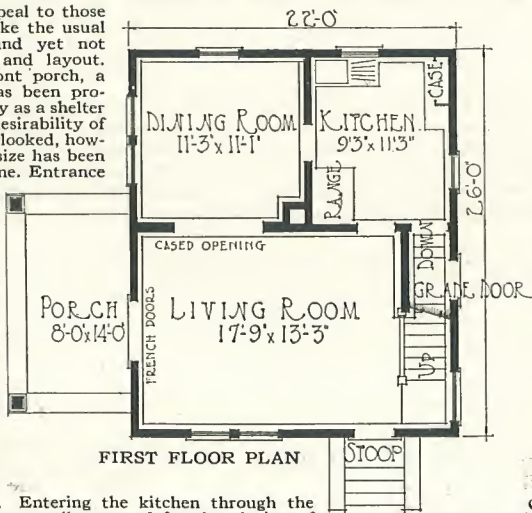 peal to those
ke the usual
nd yet not
and layout.
ont porch, a
as been pro-
y as a shelter
esirability of
looked, how-
size has been
ne. Entrance
22'-0"
DINING ROOM
11'-3" x 11'-1"
KITCHEN
9'3" x 11'3"
CASE
RANGE
26'-0"
CASED OPENING
DOWN
GRADE DOOR
PORCH
8'-0 x 14'-0
FRENCH DOORS
LIVING ROOM
17'-9" x 13'-3"
UP
FIRST FLOOR PLAN
STOOP
. Entering the kitchen through the